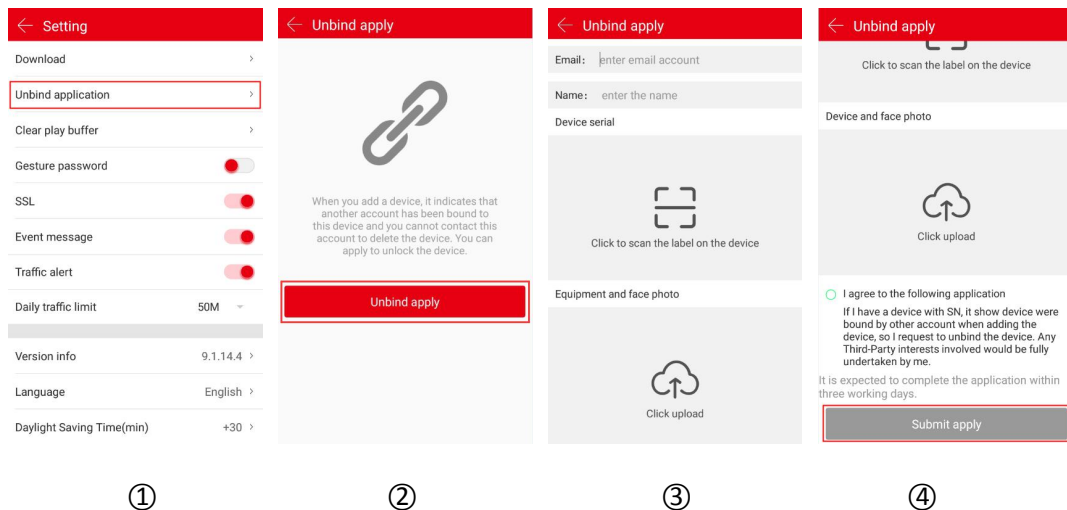 Setting
Download
Unbind application
Clear play buffer
Gesture password
SSL
Event message
Traffic alert
Daily traffic limit 50M
Version info 9.1.14.4
Language English
Daylight Saving Time(min) +30
①
Unbind apply
When you add a device, it indicates that
another account has been bound to
this device and you cannot contact this
account to delete the device. You can
apply to unlock the device.
Unbind apply
②
Unbind apply
Email: enter email account
Name: enter the name
Device serial
Click to scan the label on the device
Equipment and face photo
Click upload
③
Unbind apply
Click to scan the label on the device
Device and face photo
Click upload
I agree to the following application
If I have a device with SN, it show device were
bound by other account when adding the
device, so I request to unbind the device. Any
Third-Party interests involved would be fully
undertaken by me.
It is expected to complete the application within
three working days.
Submit apply
④